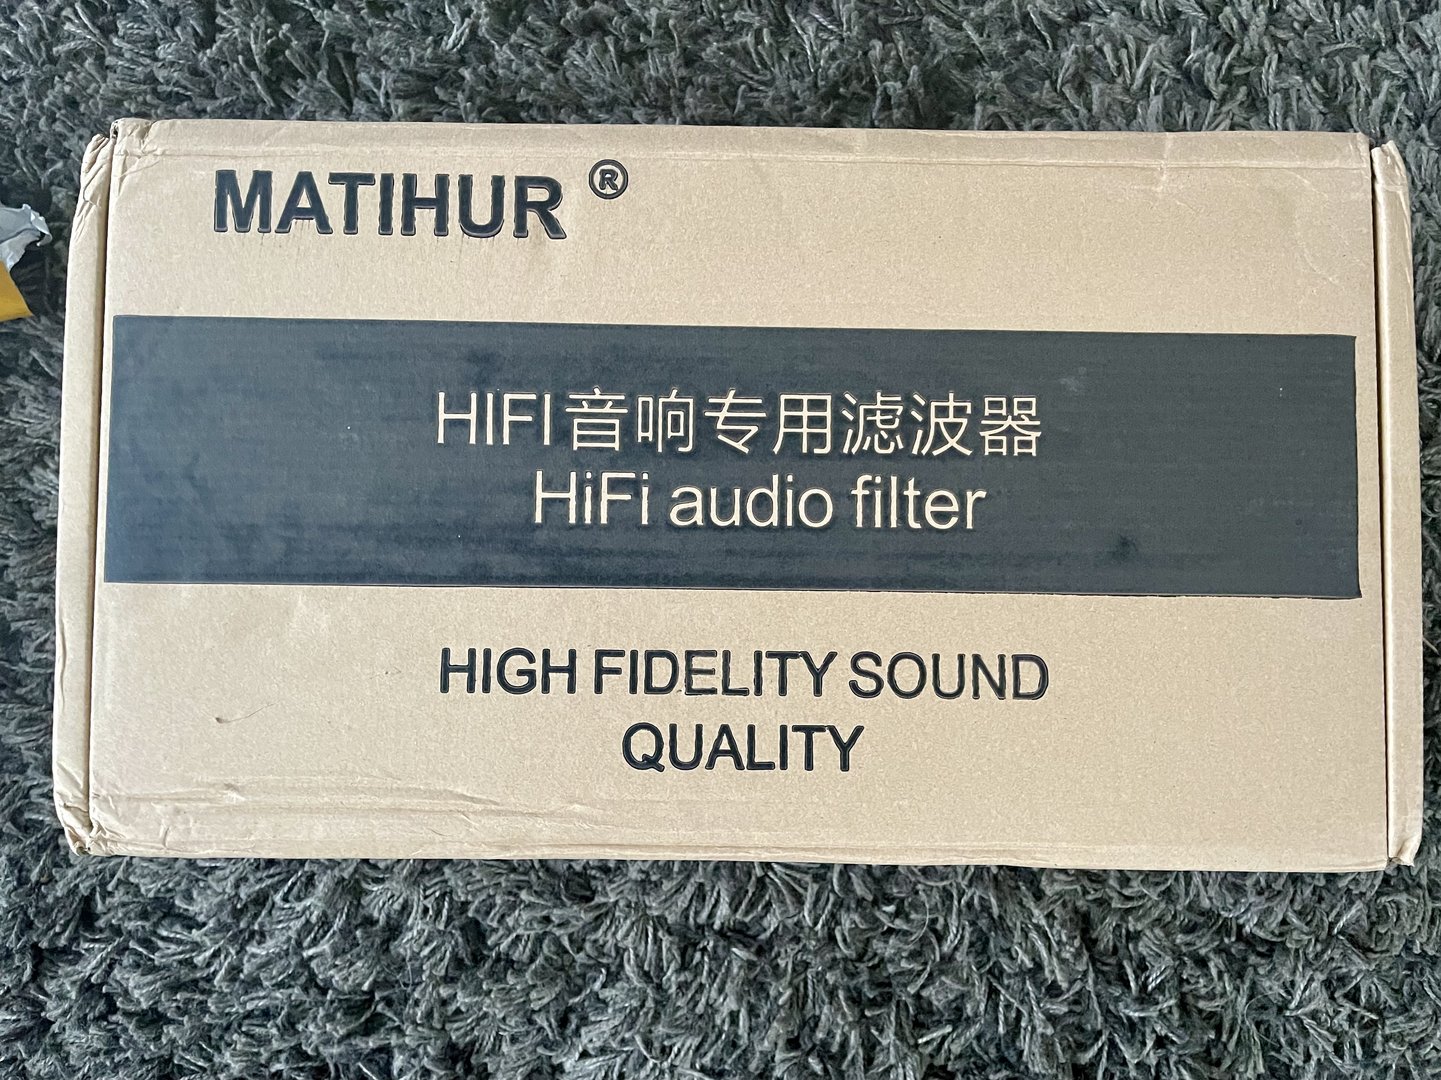 MATIHUR ®
HIFI音响专用滤波器
HiFi audio filter
HIGH FIDELITY SOUND
QUALITY